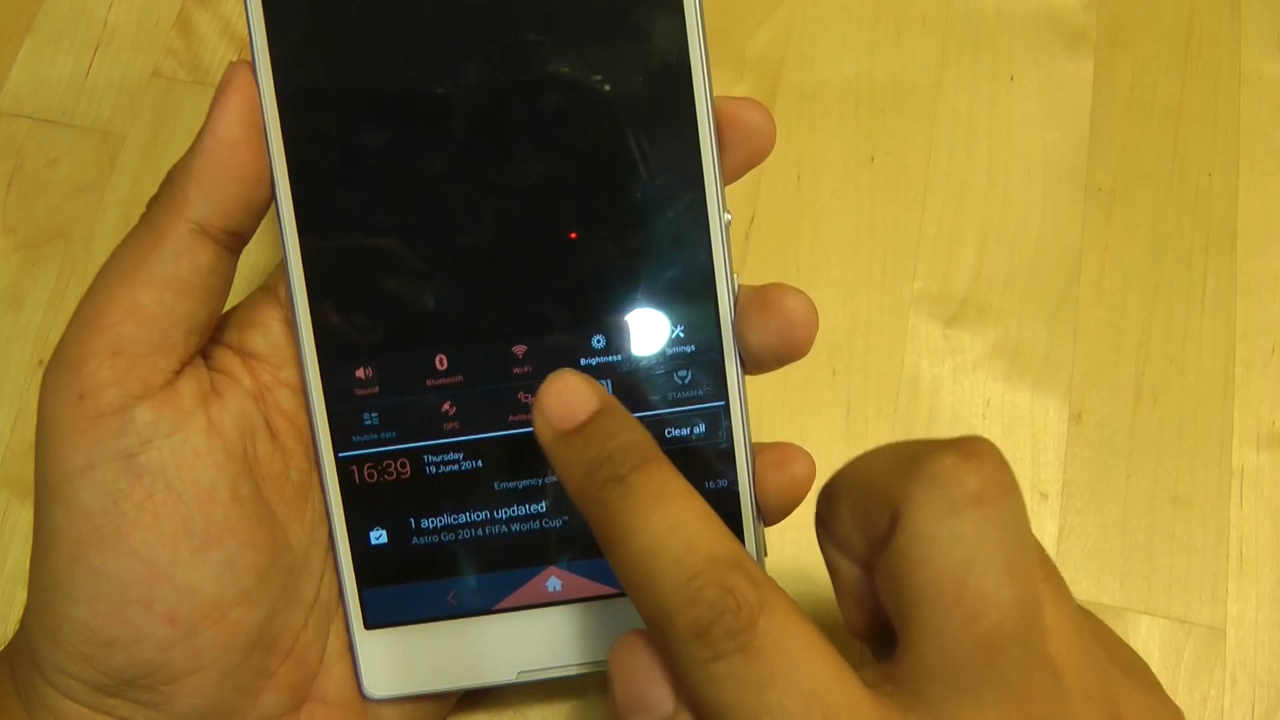 Sound Bluetooth Wi-Fi Brightness Settings
Mobile data GPS STAMINA
Clear all
16:39 Thursday
19 June 2014
Emergency
16:30
1 application updated
Astro Go 2014 FIFA World Cup™